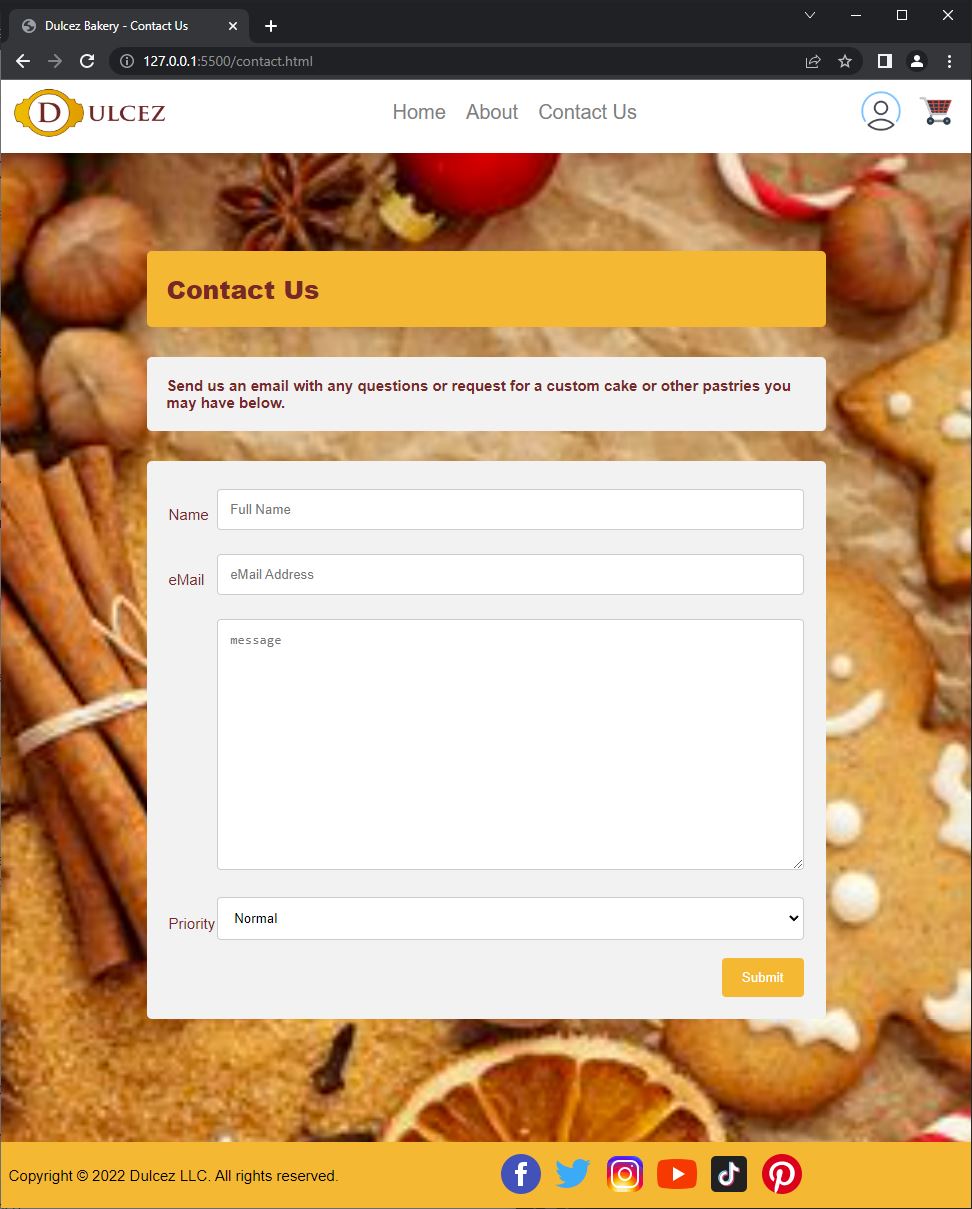 Dulcez Bakery - Contact Us
127.0.0.1:5500/contact.html
DULCEZ
Home About Contact Us
Contact Us
Send us an email with any questions or request for a custom cake or other pastries you
may have below.
Name Full Name
eMail eMail Address
message
Priority Normal
Submit
Copyright © 2022 Dulcez LLC. All rights reserved.